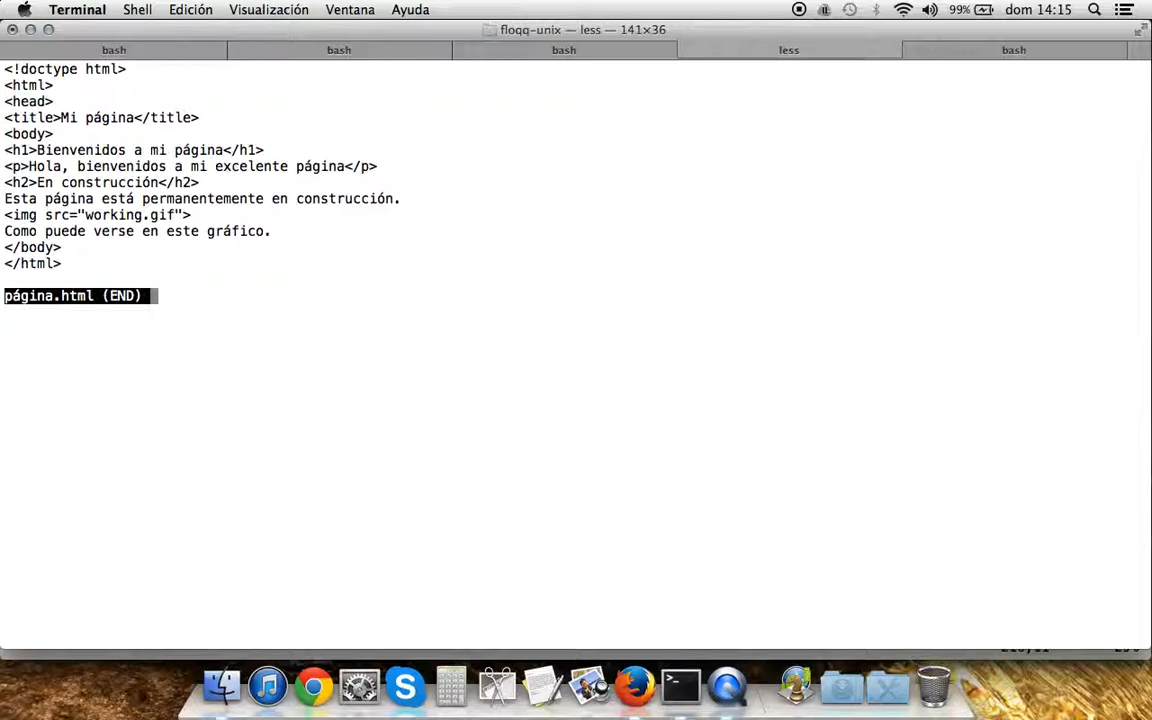 Terminal Shell Edición Visualización Ventana Ayuda 99% dom 14:15
floqq-unix — less — 141×36
bash bash bash less bash
<!doctype html>
<html>
<head>
<title>Mi página</title>
<body>
<h1>Bienvenidos a mi página</h1>
<p>Hola, bienvenidos a mi excelente página</p>
<h2>En construcción</h2>
Esta página está permanentemente en construcción.
<img src="working.gif">
Como puede verse en este gráfico.
</body>
</html>
página.html (END)